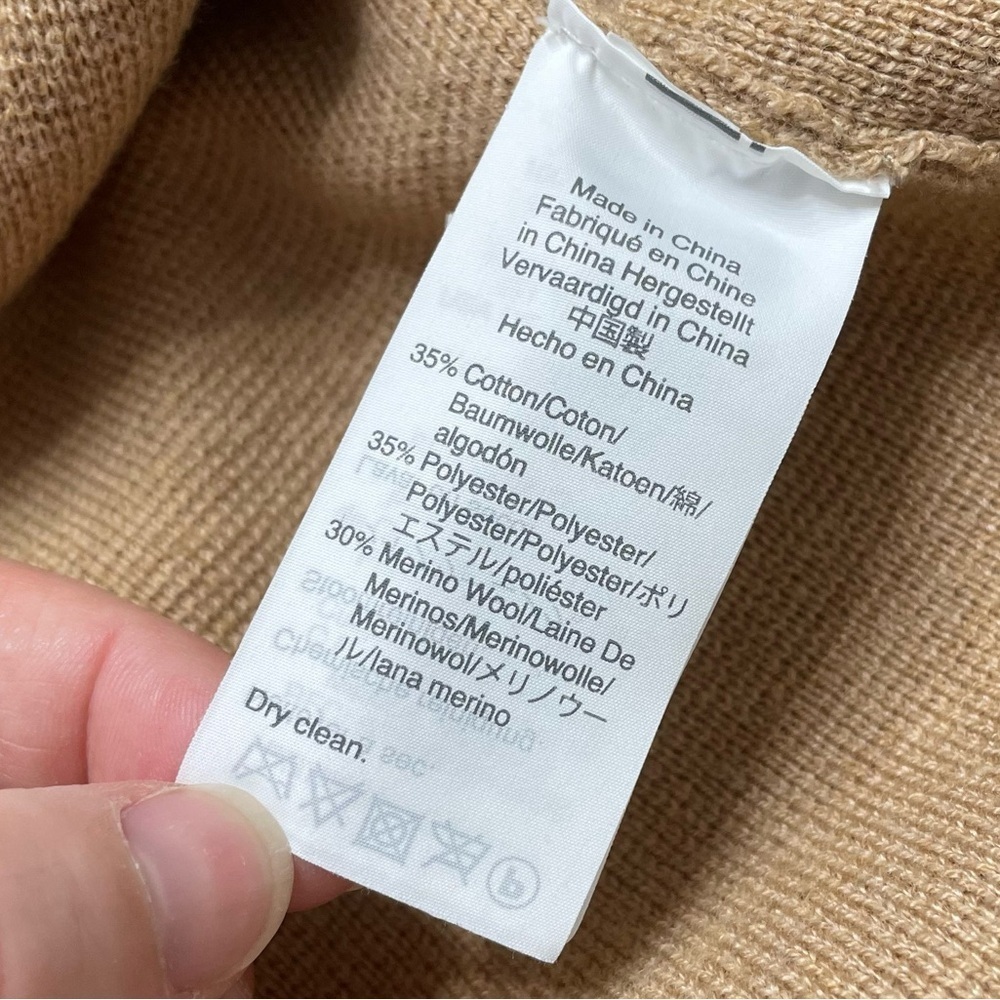 Made in China
Fabriqué en Chine
in China Hergestellt
Vervaardigd in China
中国製
Hecho en China
35% Cotton/Coton/
Baumwolle/Katoen/綿/
algodón
35% Polyester/Polyester/
Polyester/Polyester/ポリ
エステル/poliéster
30% Merino Wool/Laine De
Merinos/Merinowolle/
Merinowol/メリノウー
ル/lana merino
Dry clean.